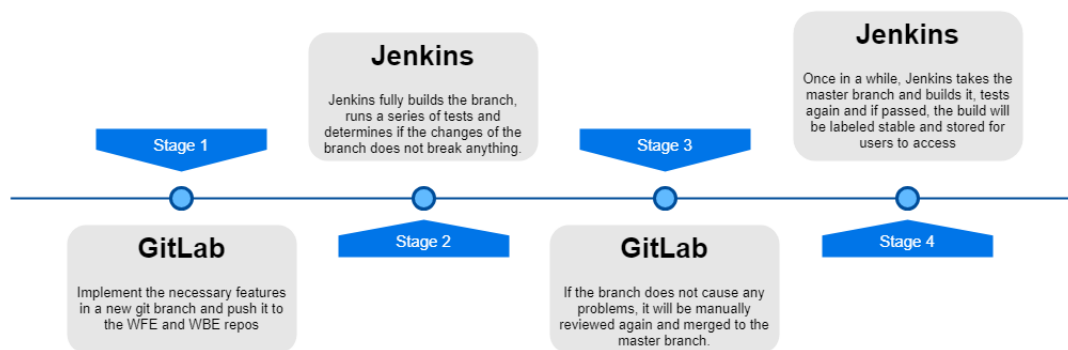 Stage 1
GitLab
Implement the necessary features
in a new git branch and push it to
the WFE and WBE repos
Jenkins
Jenkins fully builds the branch,
runs a series of tests and
determines if the changes of the
branch does not break anything.
Stage 2
Stage 3
GitLab
If the branch does not cause any
problems, it will be manually
reviewed again and merged to the
master branch.
Jenkins
Once in a while, Jenkins takes the
master branch and builds it, tests
again and if passed, the build will
be labeled stable and stored for
users to access
Stage 4